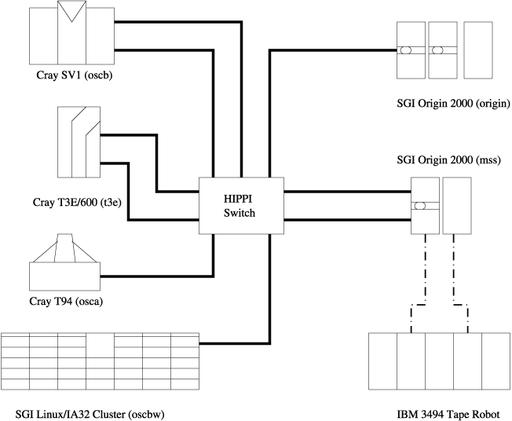 Cray SV1 (oscb)
SGI Origin 2000 (origin)
SGI Origin 2000 (mss)
Cray T3E/600 (t3e)
HIPPI
Switch
Cray T94 (osca)
SGI Linux/IA32 Cluster (oscbw)
IBM 3494 Tape Robot